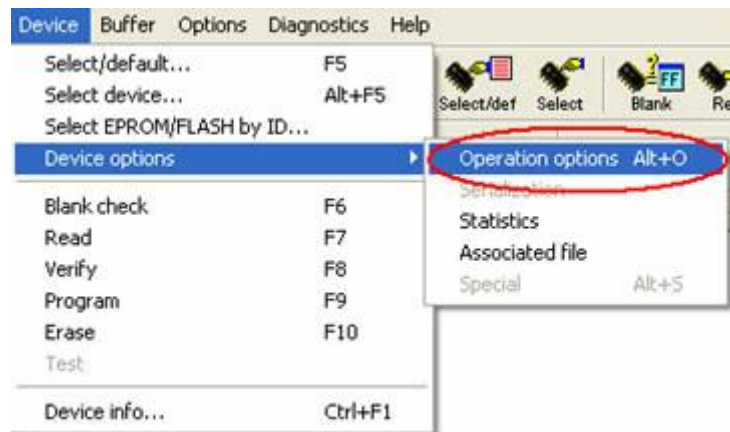 Device Buffer Options Diagnostics Help
Select/default... F5
Select device... Alt+F5
Select EPROM/FLASH by ID...
Device options
Blank check F6
Read F7
Verify F8
Program F9
Erase F10
Test
Device info... Ctrl+F1
Select/def Select Blank Re
FF
Operation options Alt+O
Serialization
Statistics
Associated file
Special Alt+S